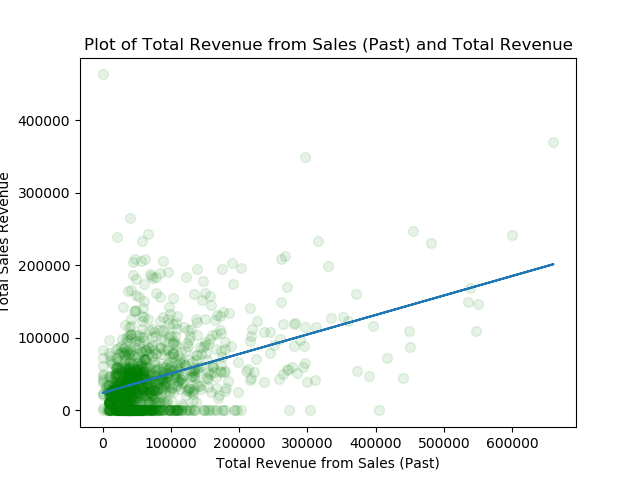 Plot of Total Revenue from Sales (Past) and Total Revenue
Total Sales Revenue
400000
300000
200000
100000
0
0 100000 200000 300000 400000 500000 600000
Total Revenue from Sales (Past)